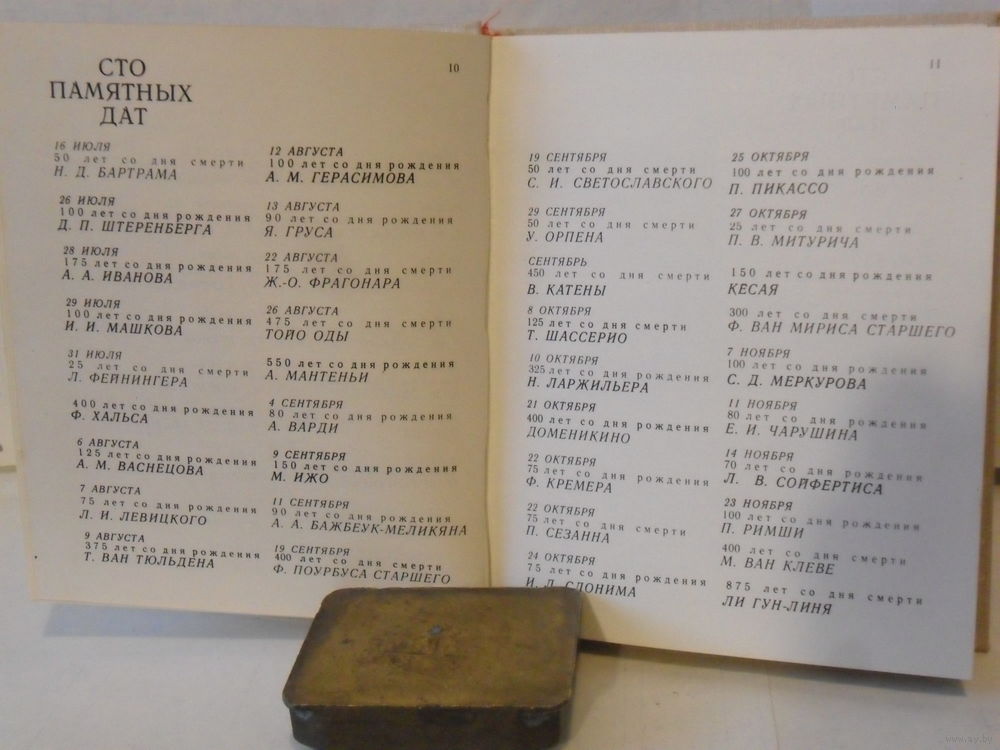 СТО
ПАМЯТНЫХ
ДАТ
10
16 ИЮЛЯ
50 лет со дня смерти
Н. Д. БАРТРАМА
26 ИЮЛЯ
100 лет со дня рождения
Д. П. ШТЕРЕНБЕРГА
28 ИЮЛЯ
175 лет со дня рождения
А. А. ИВАНОВА
29 ИЮЛЯ
100 лет со дня рождения
И. И. МАШКОВА
31 ИЮЛЯ
25 лет со дня смерти
Л. ФЕЙНИНГЕРА
400 лет со дня рождения
Ф. ХАЛЬСА
6 АВГУСТА
125 лет со дня рождения
А. М. ВАСНЕЦОВА
7 АВГУСТА
75 лет со дня рождения
Л. И. ЛЕВИЦКОГО
9 АВГУСТА
375 лет со дня рождения
Т. ВАН ТЮЛЬДЕНА
12 АВГУСТА
100 лет со дня рождения
А. М. ГЕРАСИМОВА
13 АВГУСТА
90 лет со дня рождения
Я. ГРУСА
22 АВГУСТА
175 лет со дня смерти
Ж.-О. ФРАГОНАРА
26 АВГУСТА
475 лет со дня смерти
ТОЙО ОДЫ
550 лет со дня рождения
А. МАНТЕНЬИ
4 СЕНТЯБРЯ
80 лет со дня рождения
А. ВАРДИ
9 СЕНТЯБРЯ
150 лет со дня рождения
М. ИЖО
11 СЕНТЯБРЯ
90 лет со дня рождения
А. А. БАЖБЕУК-МЕЛИКЯНА
19 СЕНТЯБРЯ
400 лет со дня смерти
Ф. ПОУРБУСА СТАРШЕГО
11
19 СЕНТЯБРЯ
50 лет со дня смерти
С. И. СВЕТОСЛАВСКОГО
29 СЕНТЯБРЯ
50 лет со дня смерти
У. ОРПЕНА
СЕНТЯБРЬ
450 лет со дня смерти
В. КАТЕНЫ
8 ОКТЯБРЯ
125 лет со дня смерти
Т. ШАССЕРИО
10 ОКТЯБРЯ
325 лет со дня рождения
Н. ЛАРЖИЛЬЕРА
21 ОКТЯБРЯ
400 лет со дня рождения
ДОМЕНИКИНО
22 ОКТЯБРЯ
75 лет со дня рождения
Ф. КРЕМЕРА
22 ОКТЯБРЯ
75 лет со дня смерти
П. СЕЗАННА
24 ОКТЯБРЯ
75 лет со дня рождения
И. Л. СЛОНИМА
25 ОКТЯБРЯ
100 лет со дня рождения
П. ПИКАССО
27 ОКТЯБРЯ
25 лет со дня смерти
П. В. МИТУРИЧА
150 лет со дня рождения
КЕСАЯ
300 лет со дня смерти
Ф. ВАН МИРИСА СТАРШЕГО
7 НОЯБРЯ
100 лет со дня рождения
С. Д. МЕРКУРОВА
11 НОЯБРЯ
80 лет со дня рождения
Е. И. ЧАРУШИНА
14 НОЯБРЯ
70 лет со дня рождения
Л. В. СОЙФЕРТИСА
23 НОЯБРЯ
100 лет со дня рождения
П. РИМШИ
400 лет со дня смерти
М. ВАН КЛЕВЕ
875 лет со дня смерти
ЛИ ГУН-ЛИНЯ
www.ay.by